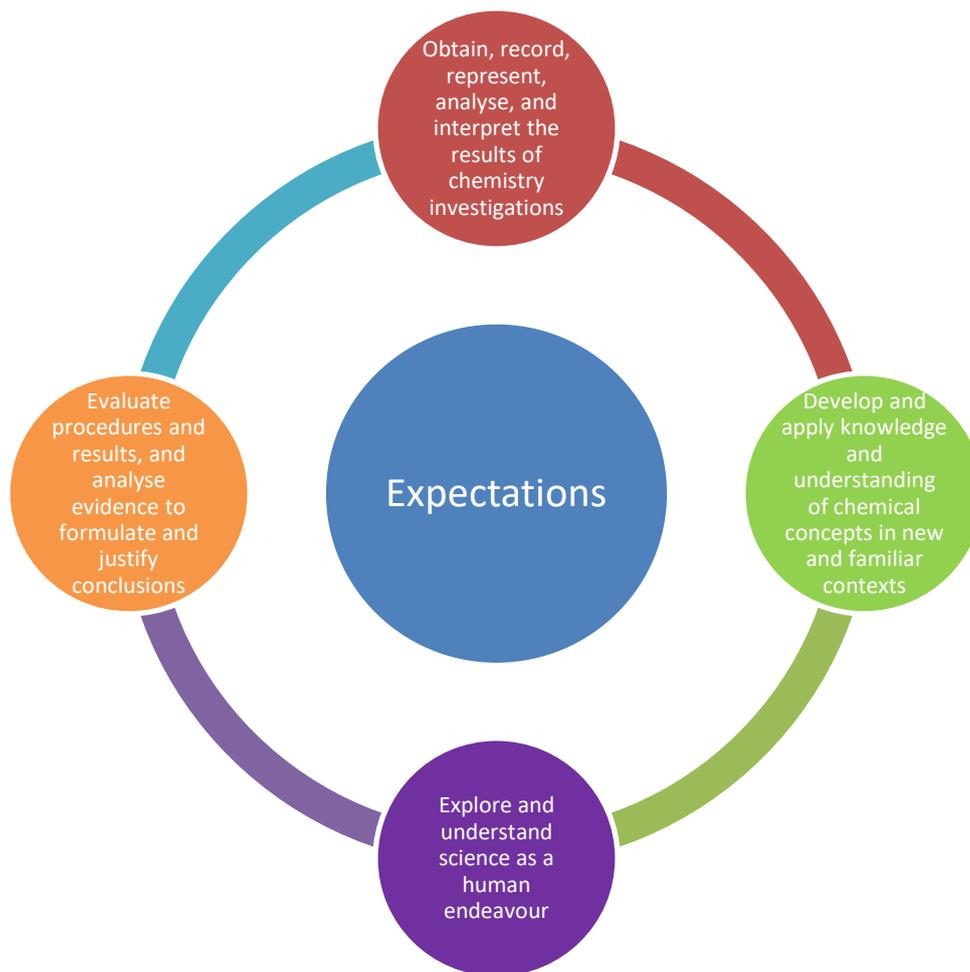 Obtain, record,
represent,
analyse, and
interpret the
results of
chemistry
investigations
Evaluate
procedures and
results, and
analyse
evidence to
formulate and
justify
conclusions
Expectations
Develop and
apply knowledge
and
understanding
of chemical
concepts in new
and familiar
contexts
Explore and
understand
science as a
human
endeavour